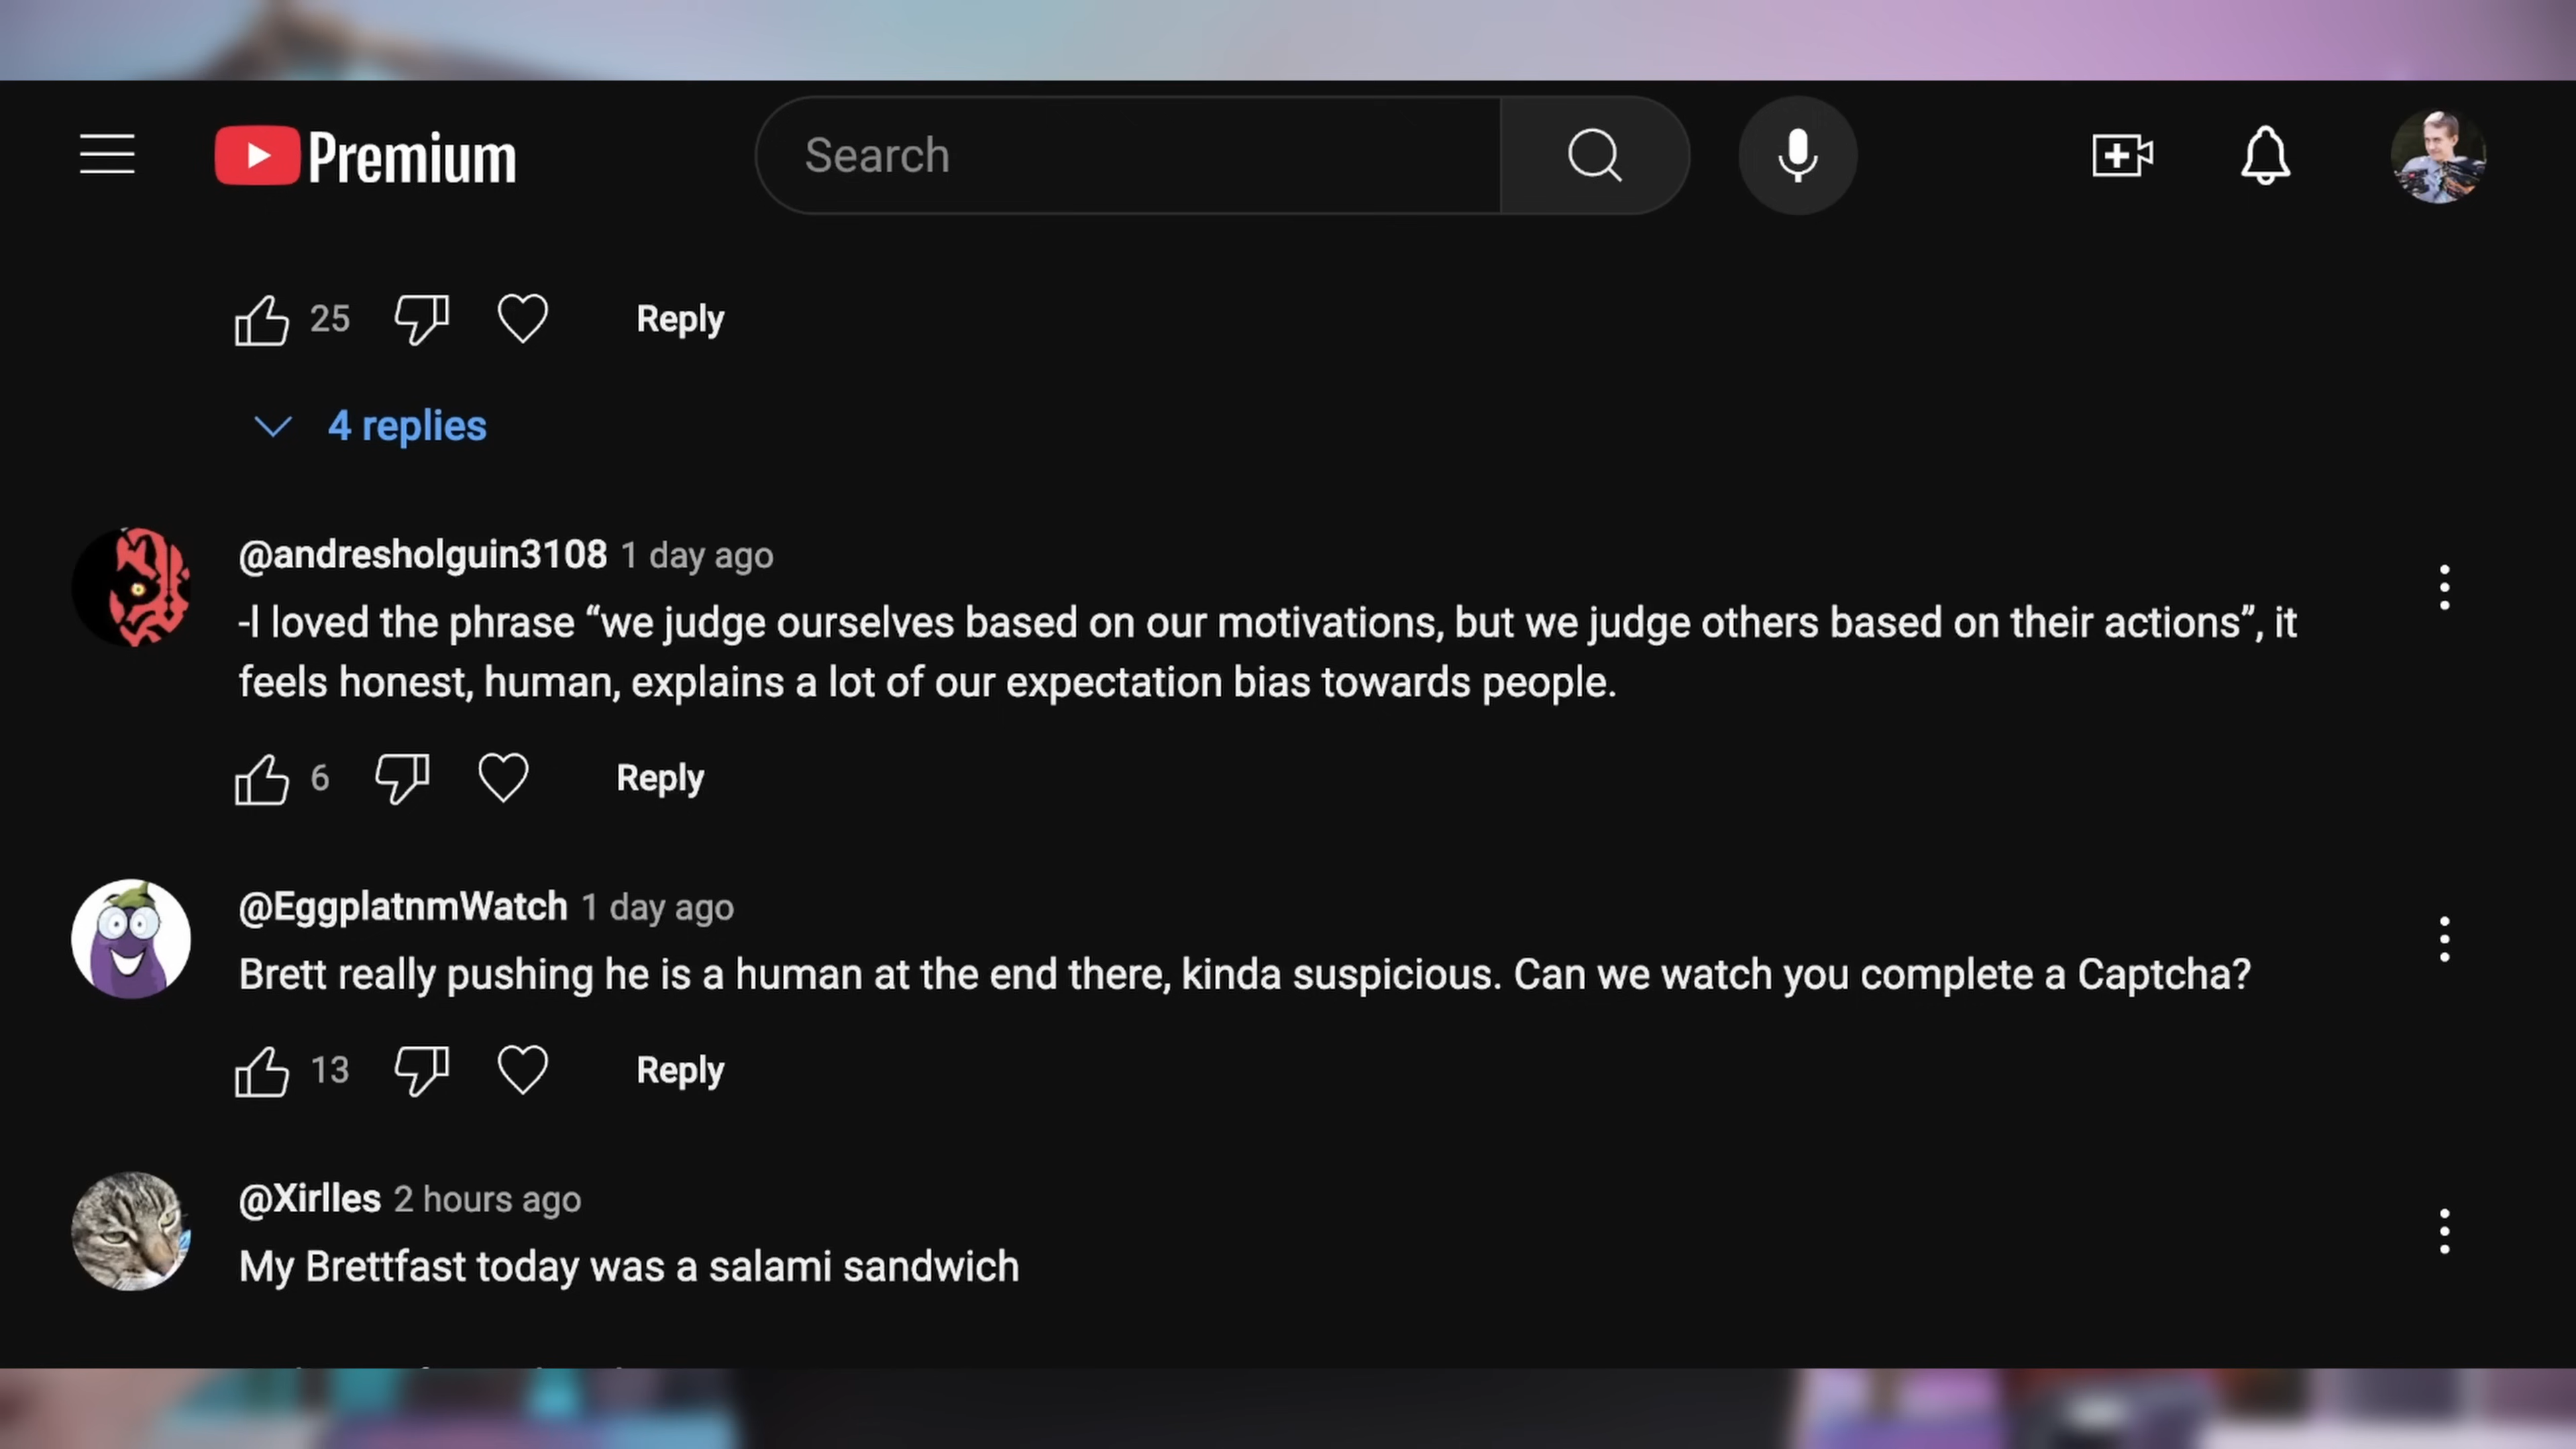 Premium
Search
25
Reply
4 replies
@andresholguin3108 1 day ago
-I loved the phrase “we judge ourselves based on our motivations, but we judge others based on their actions”, it
feels honest, human, explains a lot of our expectation bias towards people.
6
Reply
@EggplatnmWatch 1 day ago
Brett really pushing he is a human at the end there, kinda suspicious. Can we watch you complete a Captcha?
13
Reply
@Xirlles 2 hours ago
My Brettfast today was a salami sandwich